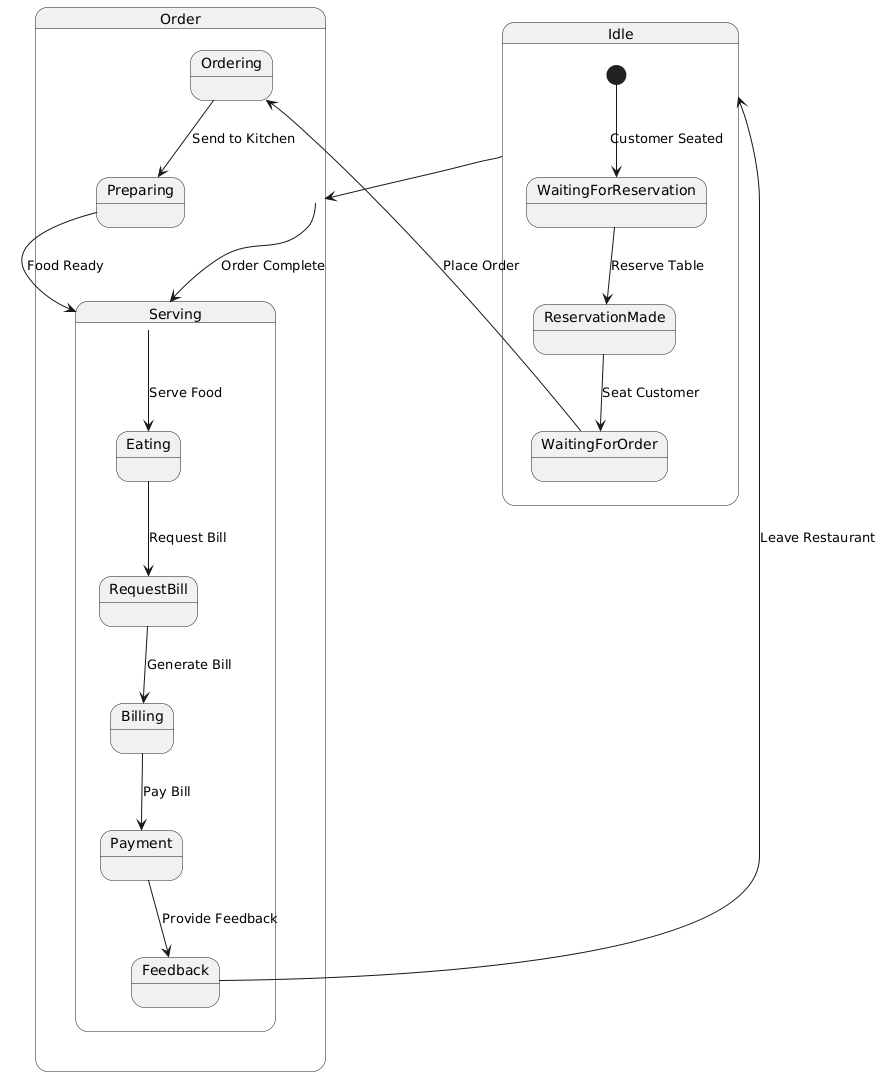 Order
Idle
Ordering
Customer Seated
Send to Kitchen
Preparing
WaitingForReservation
Food Ready
Order Complete
Place Order
Reserve Table
Serving
ReservationMade
Serve Food
Seat Customer
Eating
WaitingForOrder
Request Bill
Leave Restaurant
RequestBill
Generate Bill
Billing
Pay Bill
Payment
Provide Feedback
Feedback